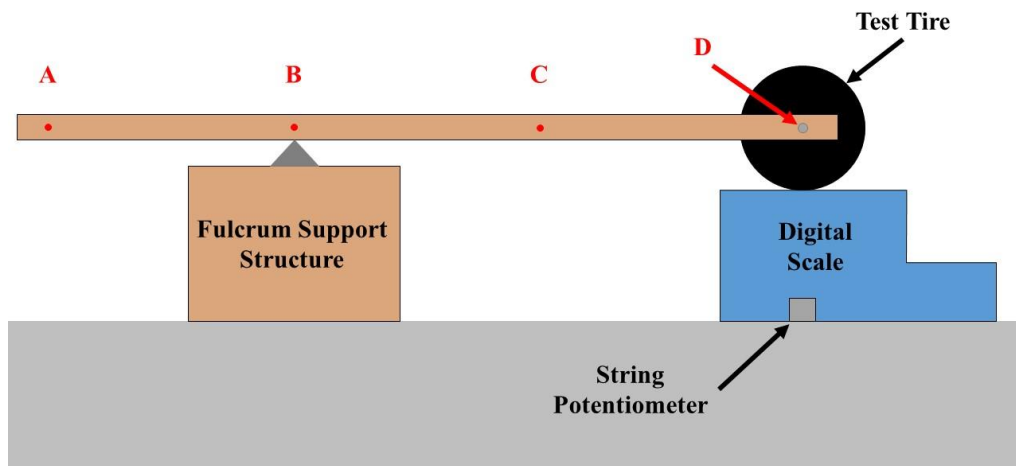 Test Tire
A
B
C
D
Fulcrum Support
Structure
Digital
Scale
String
Potentiometer